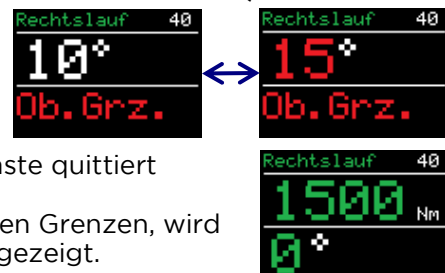 Rechtslauf 40
10°
Ob.Grz.
Rechtslauf 40
15°
Ob.Grz.
quittiert
en Grenzen, wird
gezeigt.
Rechtslauf 40
1500 Nm
0°